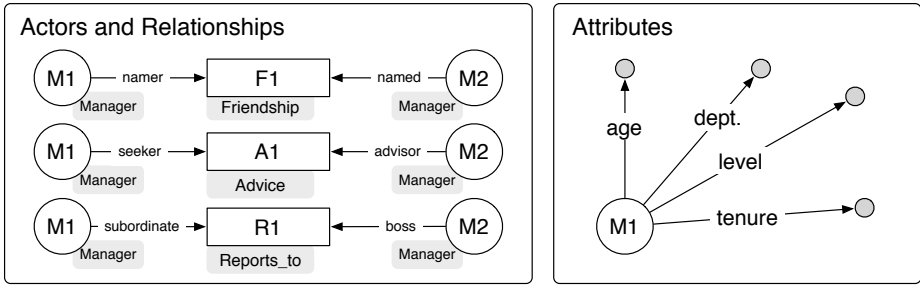 Actors and Relationships
M1 namer F1 named M2
Manager Friendship Manager
M1 seeker A1 advisor M2
Manager Advice Manager
M1 subordinate R1 boss M2
Manager Reports_to Manager
Attributes
age
dept.
level
tenure
M1